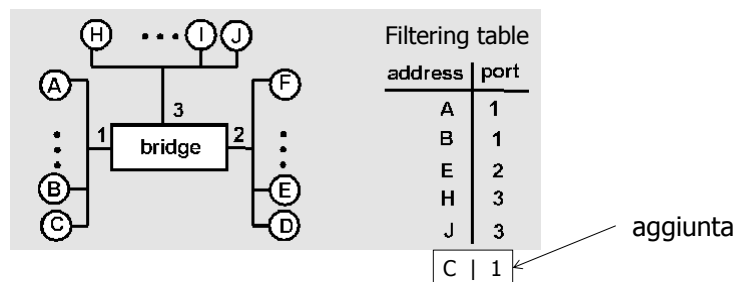 H ••• I J
A
3
F
1 bridge 2
B
E
C
D
Filtering table
address port
A 1
B 1
E 2
H 3
J 3
C | 1
aggiunta